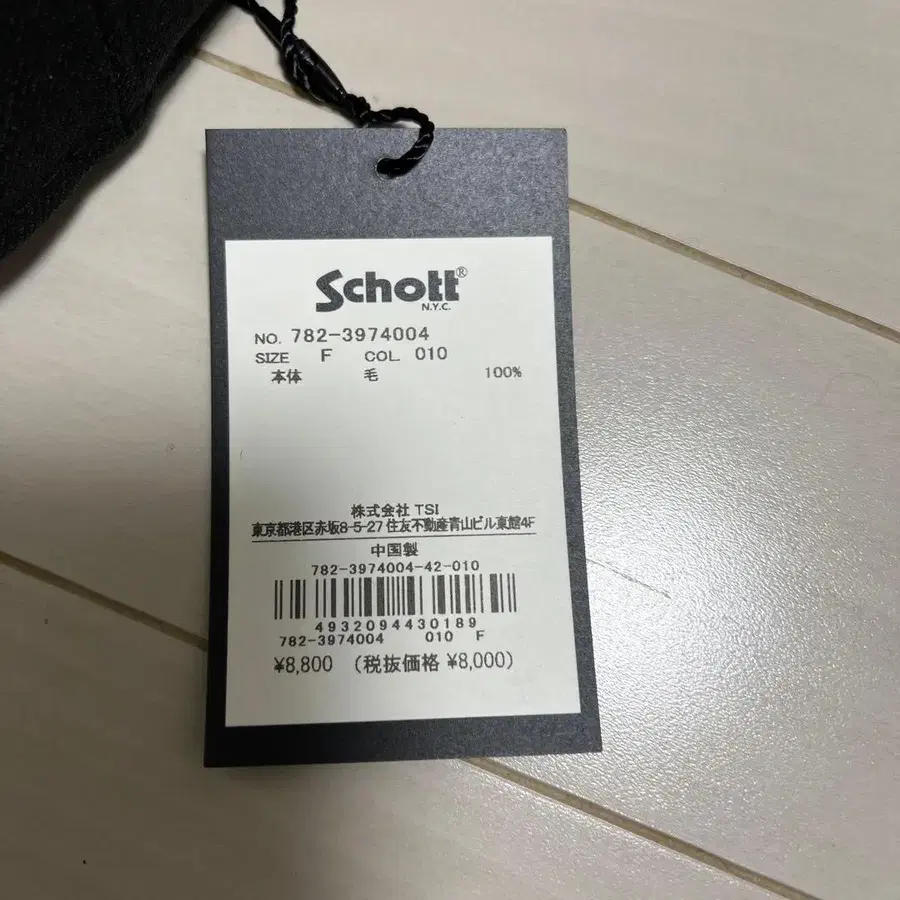 Schott®
N.Y.C.
NO. 782-3974004
SIZE F COL. 010
本体 毛 100%
株式会社 TSI
東京都港区赤坂8-5-27 住友不動産青山ビル東館4F
中国製
782-3974004-42-010
4932094430189
782-3974004 010 F
¥8,800 (税抜価格 ¥8,000)